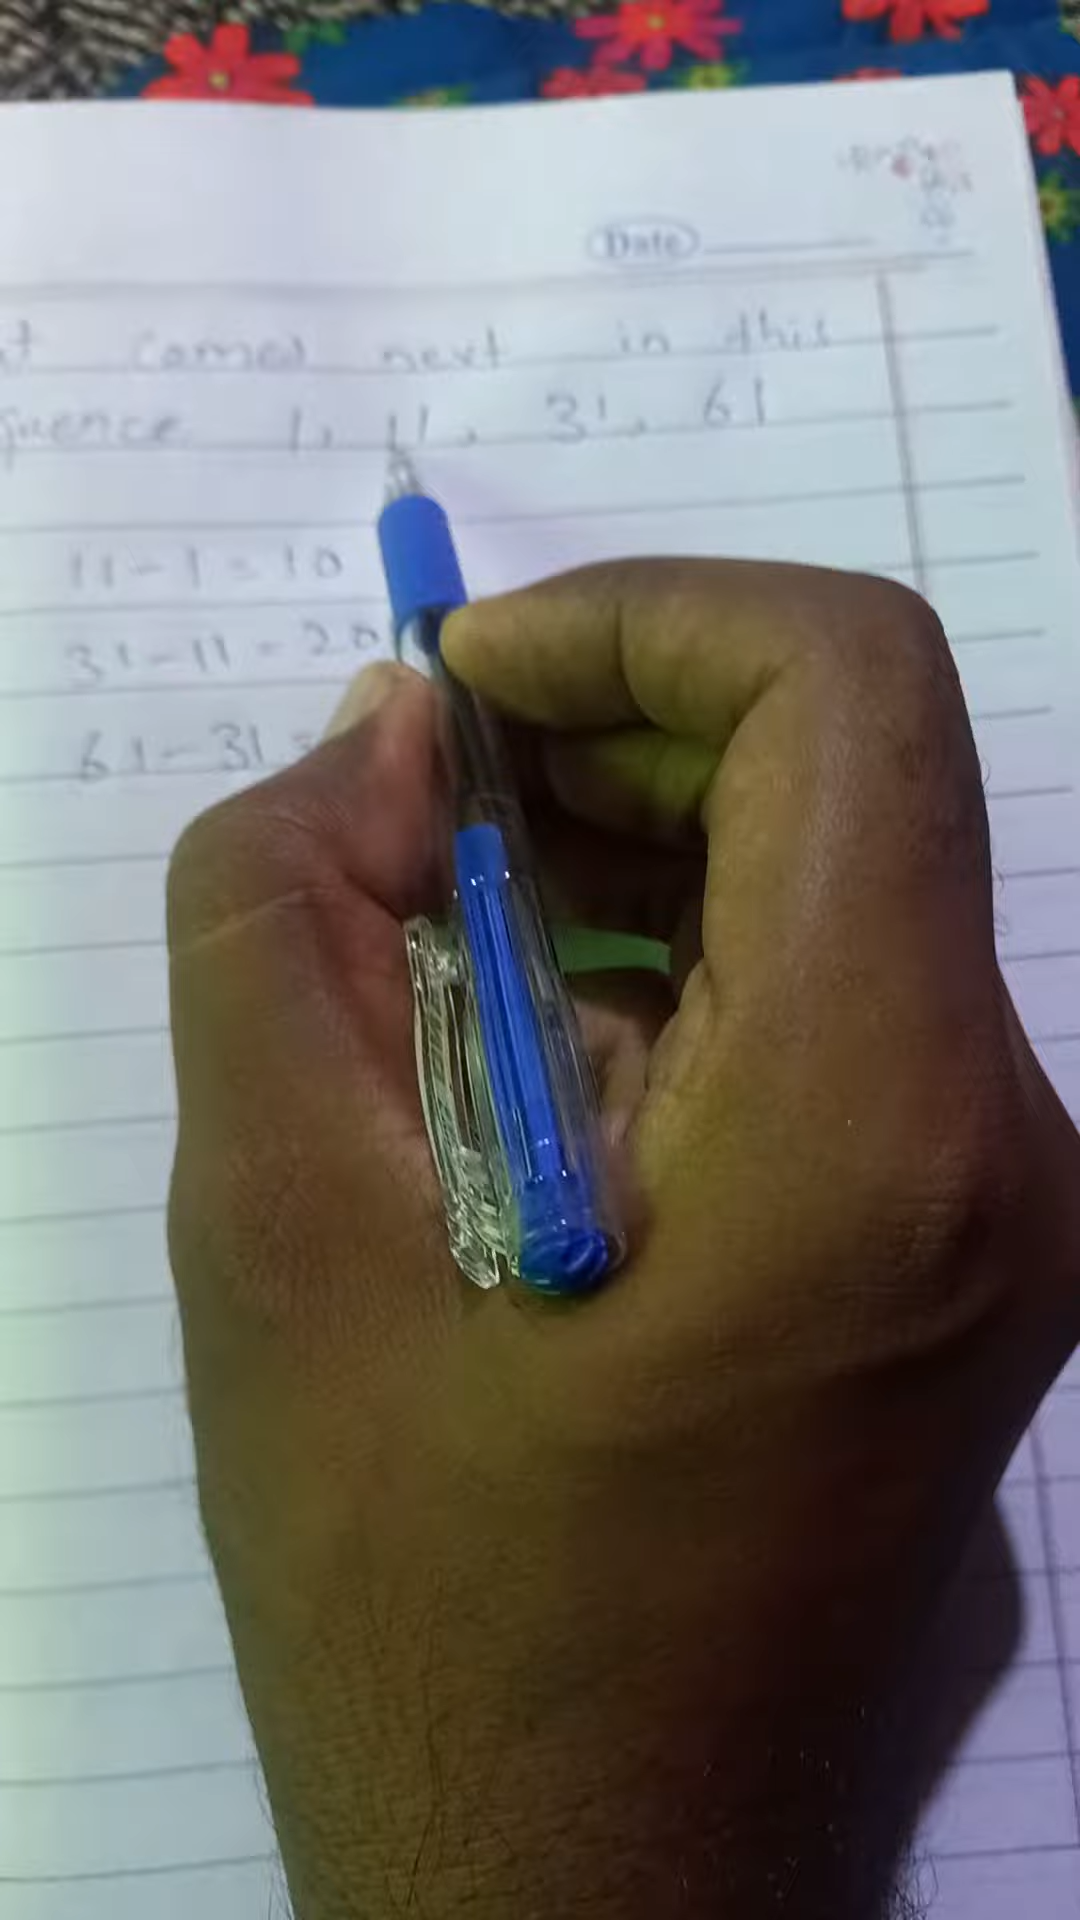 Date
comes next in this
quence 1, 11, 31, 61
11-1=10
31-11=20
61-31=